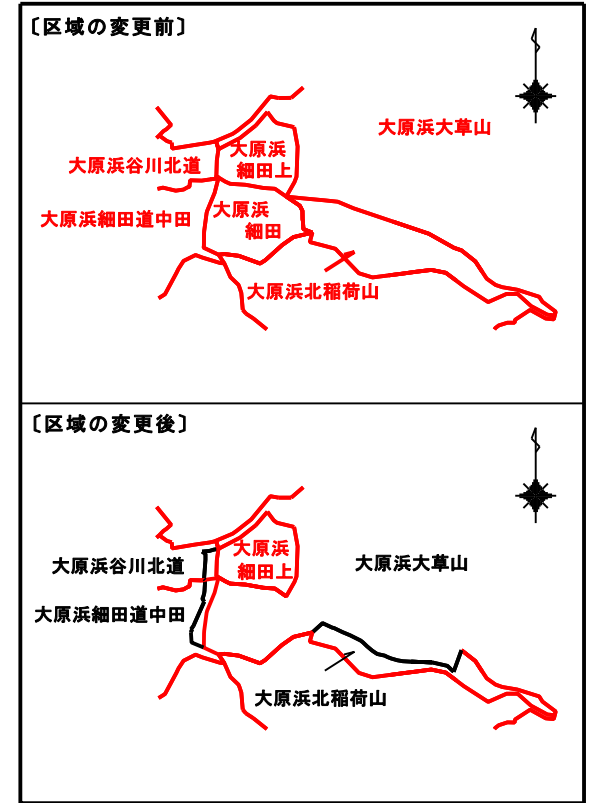 〔区域の変更前〕
大原浜大草山
大原浜
細田上
大原浜谷川北道
大原浜
細田
大原浜細田道中田
大原浜北稲荷山
〔区域の変更後〕
大原浜
細田上
大原浜谷川北道
大原浜大草山
大原浜細田道中田
大原浜北稲荷山